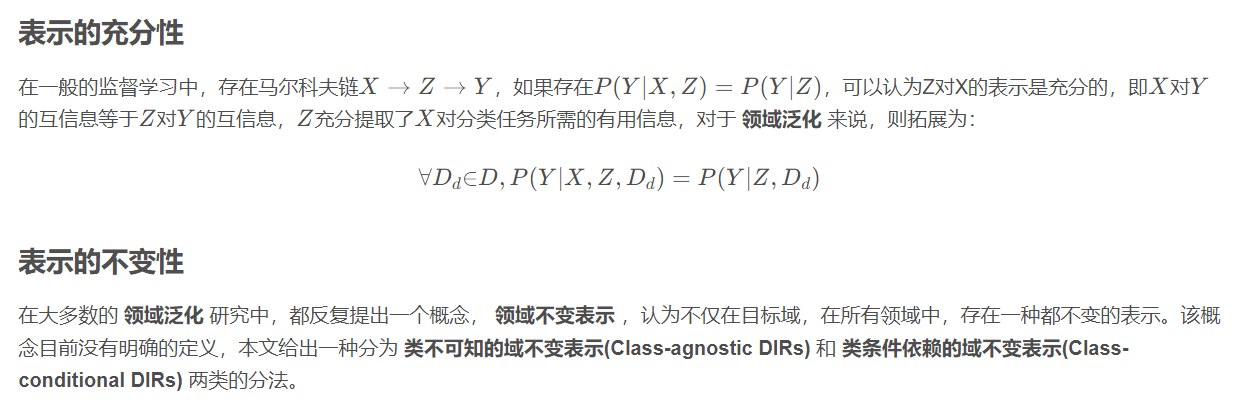 表示的充分性
在一般的监督学习中，存在马尔科夫链X → Z → Y，如果存在P(Y|X, Z) = P(Y|Z)，可以认为Z对X的表示是充分的，即X对Y
的互信息等于Z对Y的互信息，Z充分提取了X对分类任务所需的有用信息，对于 领域泛化 来说，则拓展为：
∀D_d∈D, P(Y|X, Z, D_d) = P(Y|Z, D_d)
表示的不变性
在大多数的 领域泛化 研究中，都反复提出一个概念， 领域不变表示 ，认为不仅在目标域，在所有领域中，存在一种都不变的表示。该概
念目前没有明确的定义，本文给出一种分为 类不可知的域不变表示(Class-agnostic DIRs) 和 类条件依赖的域不变表示(Class-
conditional DIRs) 两类的分法。